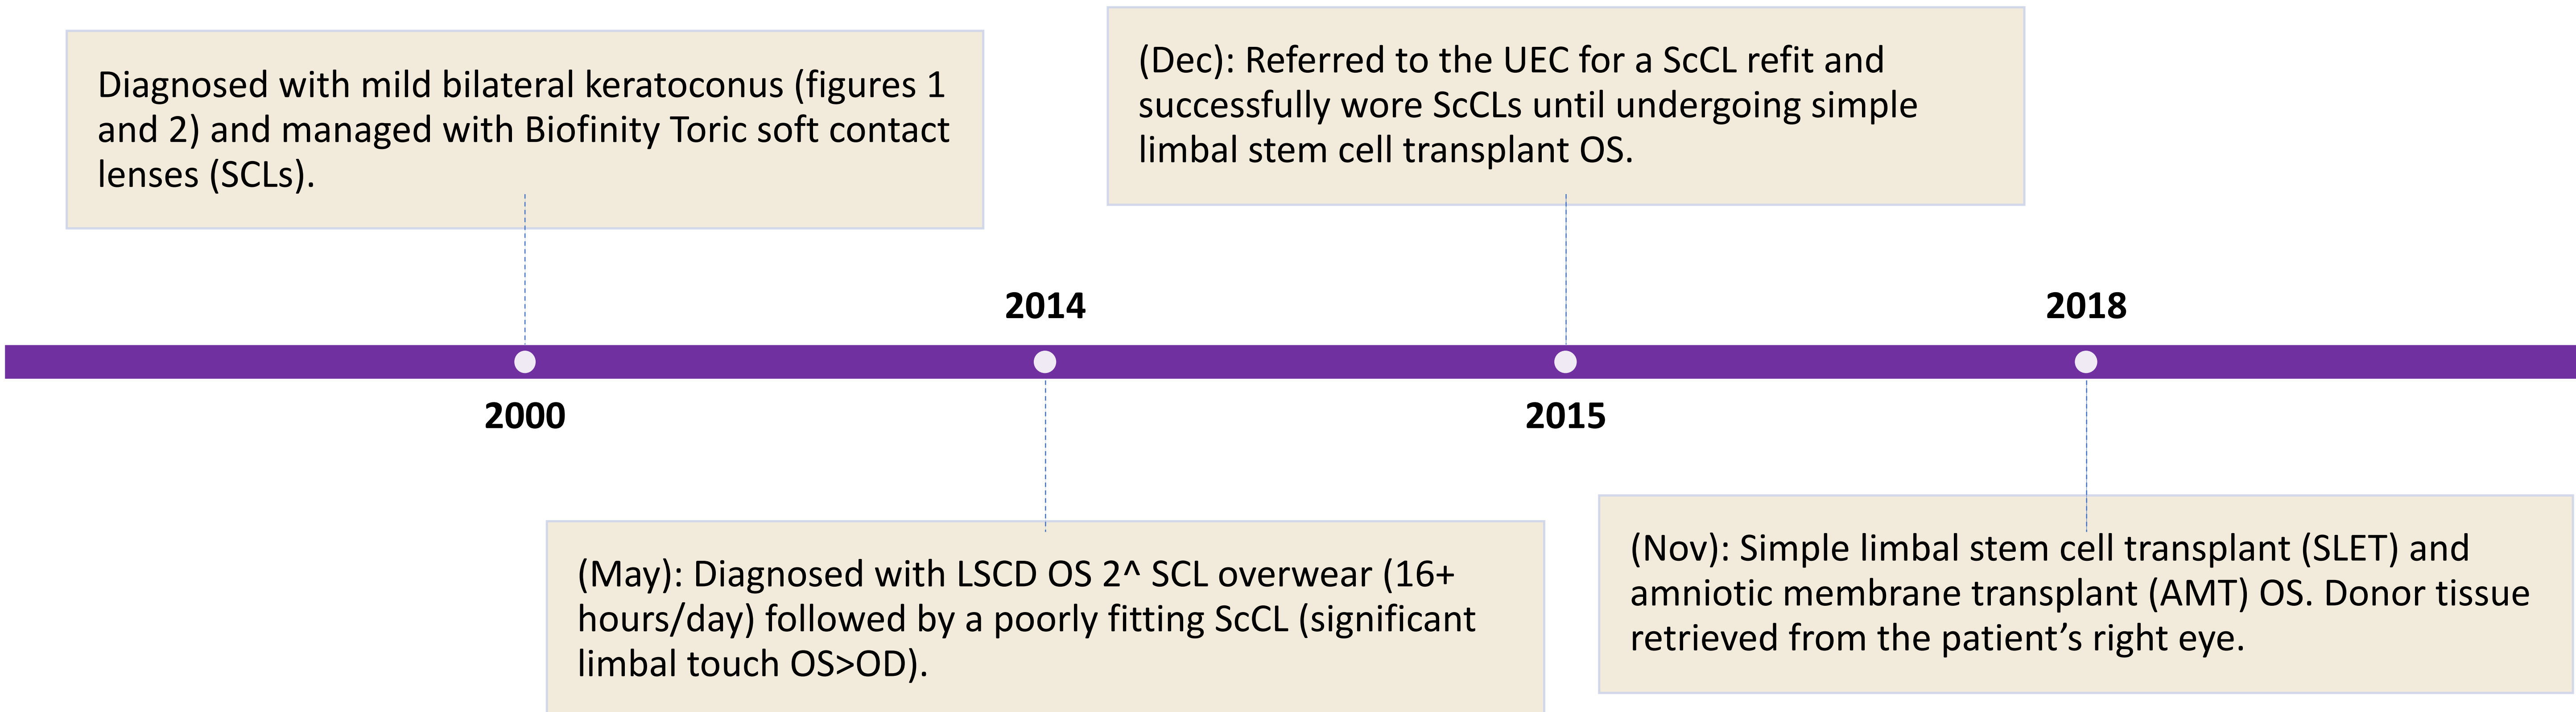 Diagnosed with mild bilateral keratoconus (figures 1
and 2) and managed with Biofinity Toric soft contact
lenses (SCLs).
(Dec): Referred to the UEC for a ScCL refit and
successfully wore ScCLs until undergoing simple
limbal stem cell transplant OS.
2014
2018
2000
2015
(May): Diagnosed with LSCD OS 2^ SCL overwear (16+
hours/day) followed by a poorly fitting ScCL (significant
limbal touch OS>OD).
(Nov): Simple limbal stem cell transplant (SLET) and
amniotic membrane transplant (AMT) OS. Donor tissue
retrieved from the patient’s right eye.